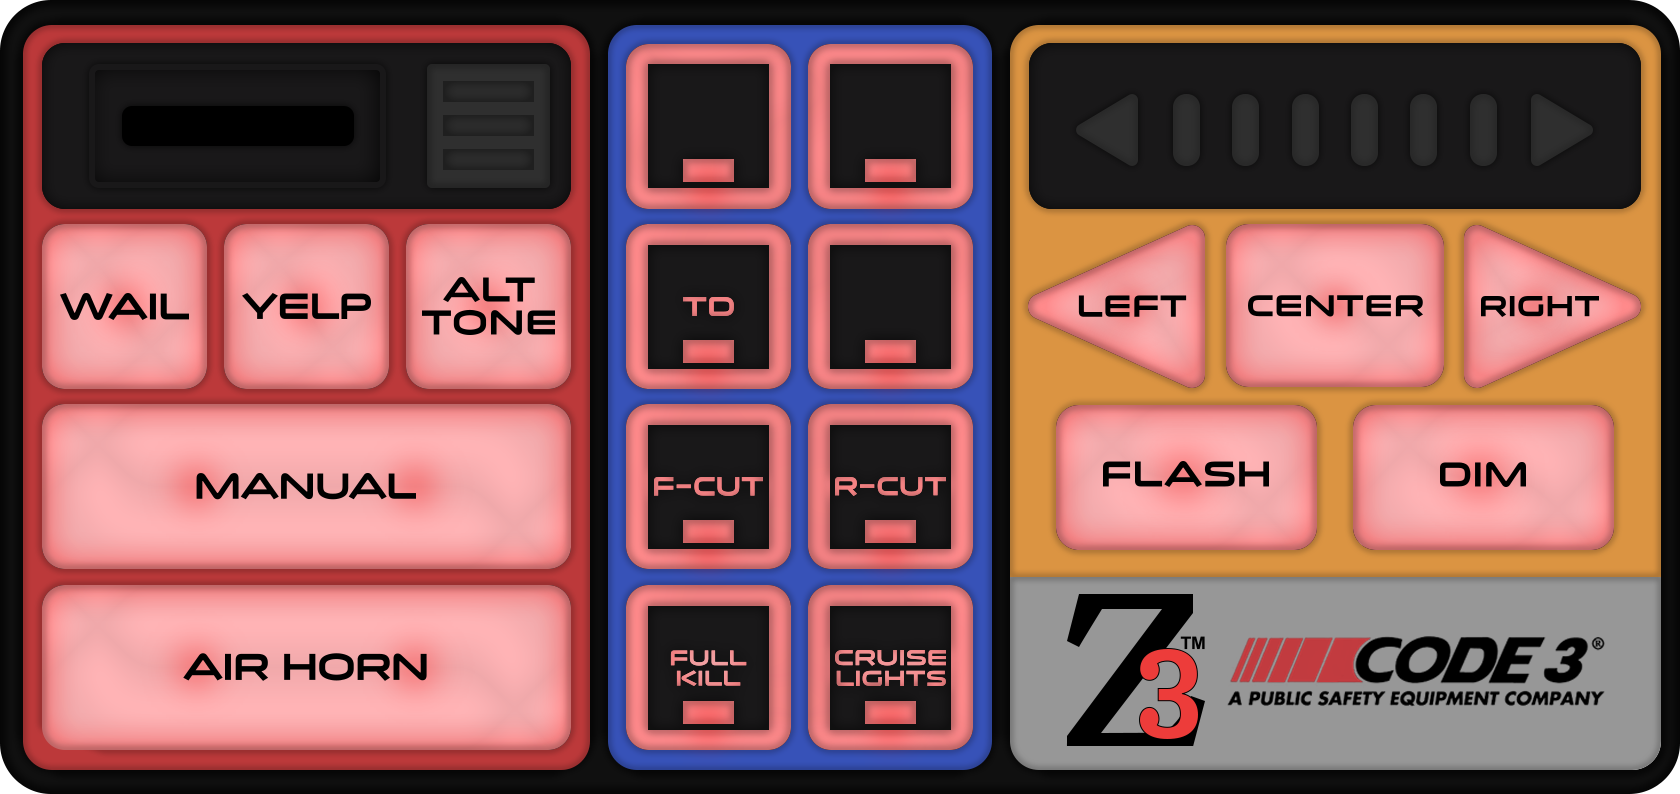 WAIL
YELP
ALT
TONE
MANUAL
AIR HORN
TD
F-CUT
R-CUT
FULL
KILL
CRUISE
LIGHTS
LEFT
CENTER
RIGHT
FLASH
DIM
Z3™
CODE 3®
A PUBLIC SAFETY EQUIPMENT COMPANY